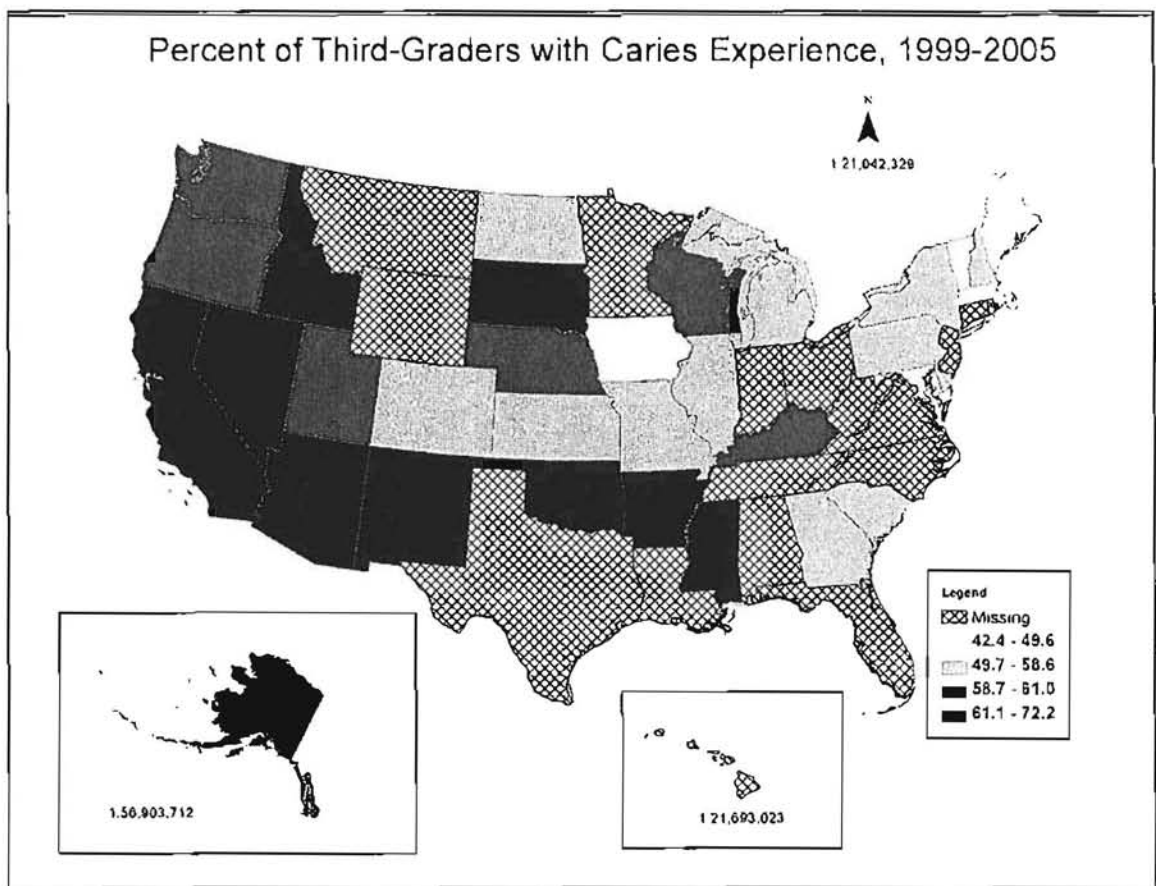 Percent of Third-Graders with Caries Experience, 1999-2005
N
1:21,042,329
Legend
Missing
42.4 - 49.6
49.7 - 58.6
58.7 - 61.0
61.1 - 72.2
1:56,903,712
1:21,693,023